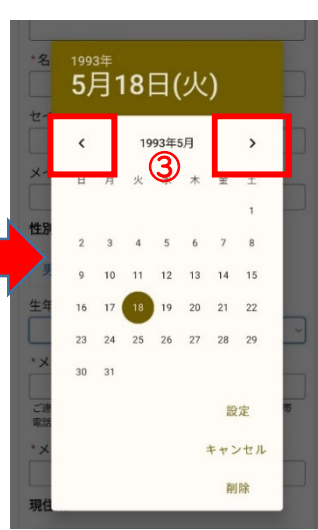 *名
1993年
5月18日(火)
セイ
< 1993年5月 >
③
メイ
日 月 火 水 木 金 土
1
性別
2 3 4 5 6 7 8
男
9 10 11 12 13 14 15
生年
16 17 18 19 20 21 22
23 24 25 26 27 28 29
*メ
30 31
ご連
設定
帯
電話
*メ
キャンセル
削除
現住